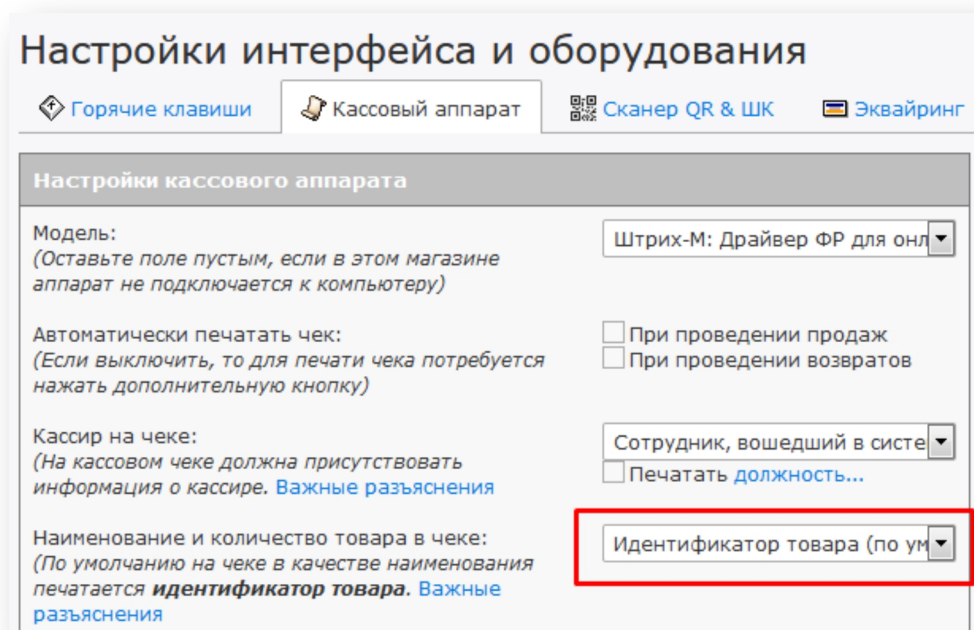 Настройки интерфейса и оборудования
Горячие клавиши Кассовый аппарат Сканер QR & ШК Эквайринг
Настройки кассового аппарата
Модель:
(Оставьте поле пустым, если в этом магазине
аппарат не подключается к компьютеру)
Штрих-М: Драйвер ФР для онл
Автоматически печатать чек:
(Если выключить, то для печати чека потребуется
нажать дополнительную кнопку)
При проведении продаж
При проведении возвратов
Кассир на чеке:
(На кассовом чеке должна присутствовать
информация о кассире. Важные разъяснения
Сотрудник, вошедший в систе
Печатать должность...
Наименование и количество товара в чеке:
(По умолчанию на чеке в качестве наименования
печатается идентификатор товара. Важные
разъяснения
Идентификатор товара (по ум